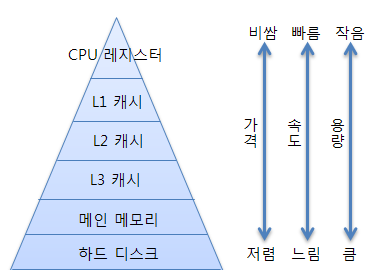 비쌈 빠름 작음
CPU 레지스터
L1 캐시
L2 캐시
L3 캐시
메인 메모리
하드 디스크
가격
속도
용량
저렴 느림 큼